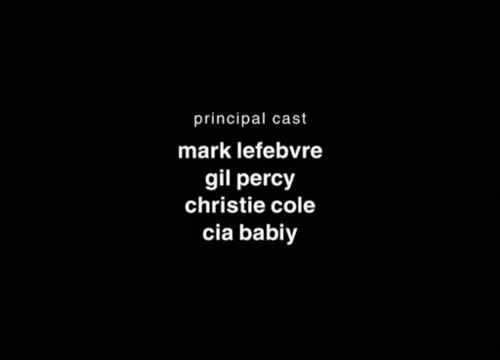 principal cast
mark lefebvre
gil percy
christie cole
cia babiy